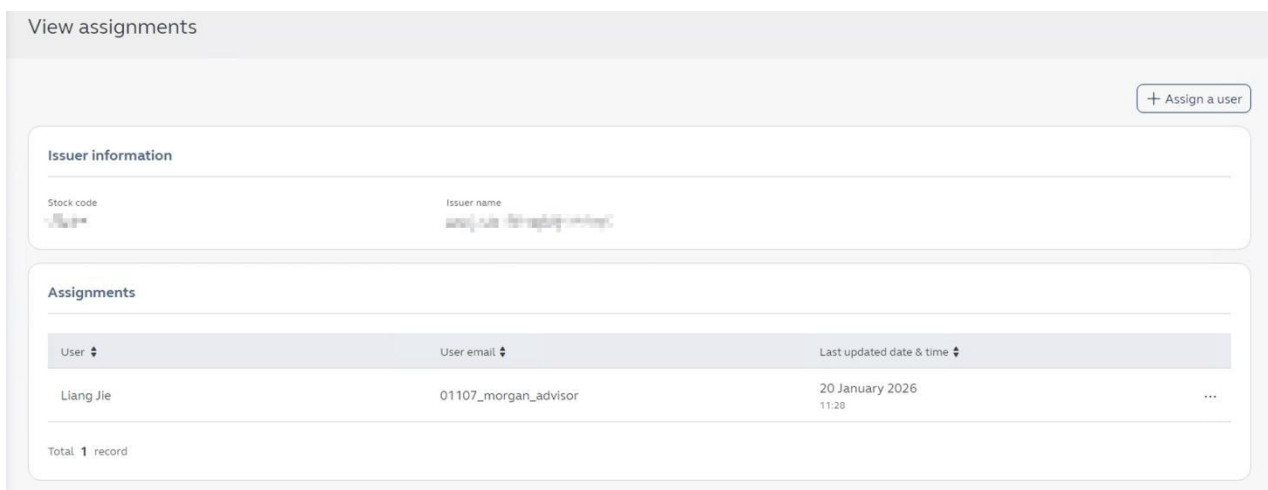 View assignments
+ Assign a user
Issuer information
Stock code
Issuer name
Assignments
User
User email
Last updated date & time
Liang Jie
01107_morgan_advisor
20 January 2026
11:28
...
Total 1 record